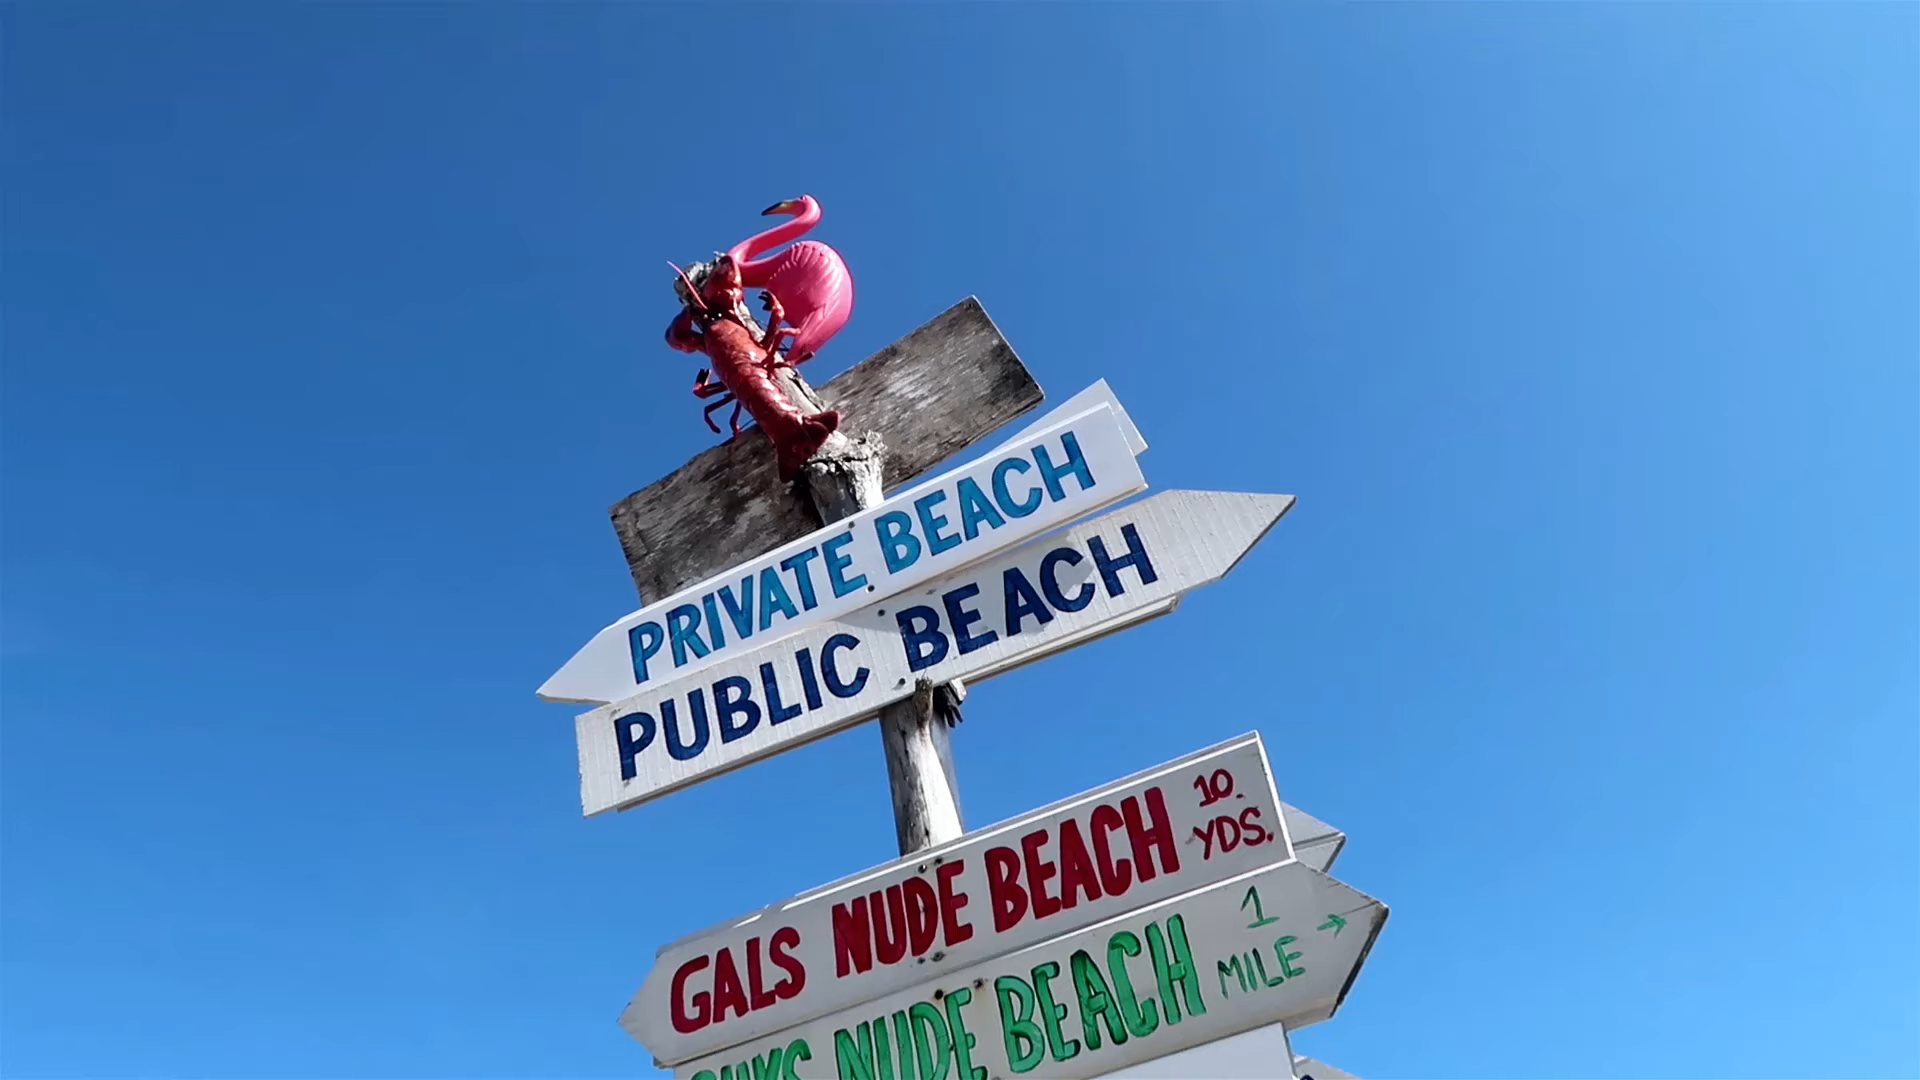 PRIVATE BEACH
PUBLIC BEACH
GALS NUDE BEACH 10 YDS.
NUDE BEACH 1 MILE →